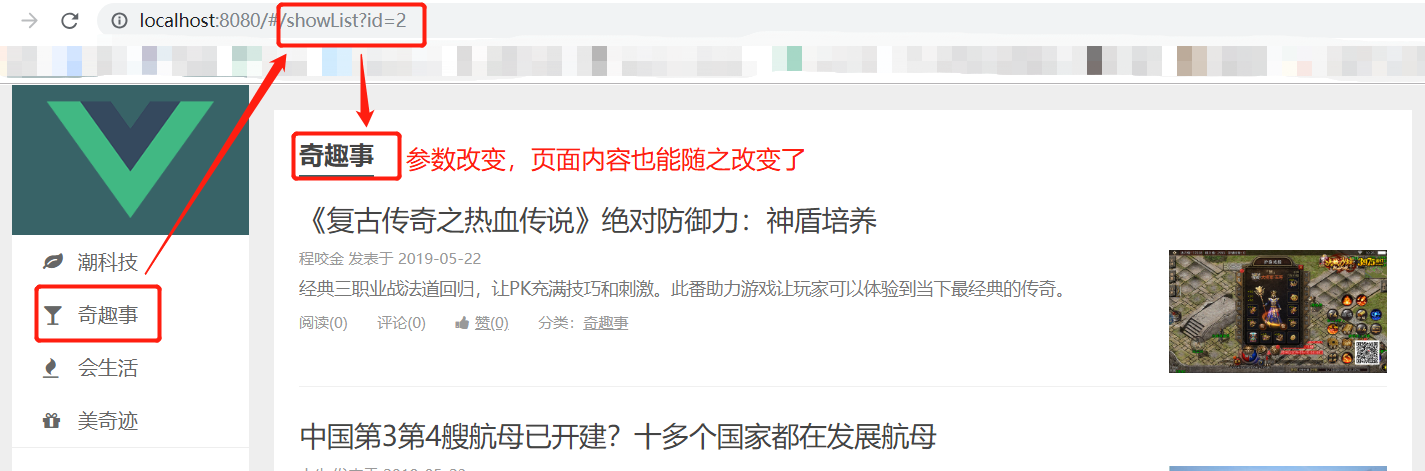 localhost:8080/#/showList?id=2
奇趣事
参数改变，页面内容也能随之改变了
《复古传奇之热血传说》绝对防御力：神盾培养
程咬金 发表于 2019-05-22
经典三职业战法道回归，让PK充满技巧和刺激。此番助力游戏让玩家可以体验到当下最经典的传奇。
阅读(0) 评论(0) 赞(0) 分类：奇趣事
潮科技
奇趣事
会生活
美奇迹
中国第3第4艘航母已开建？十多个国家都在发展航母